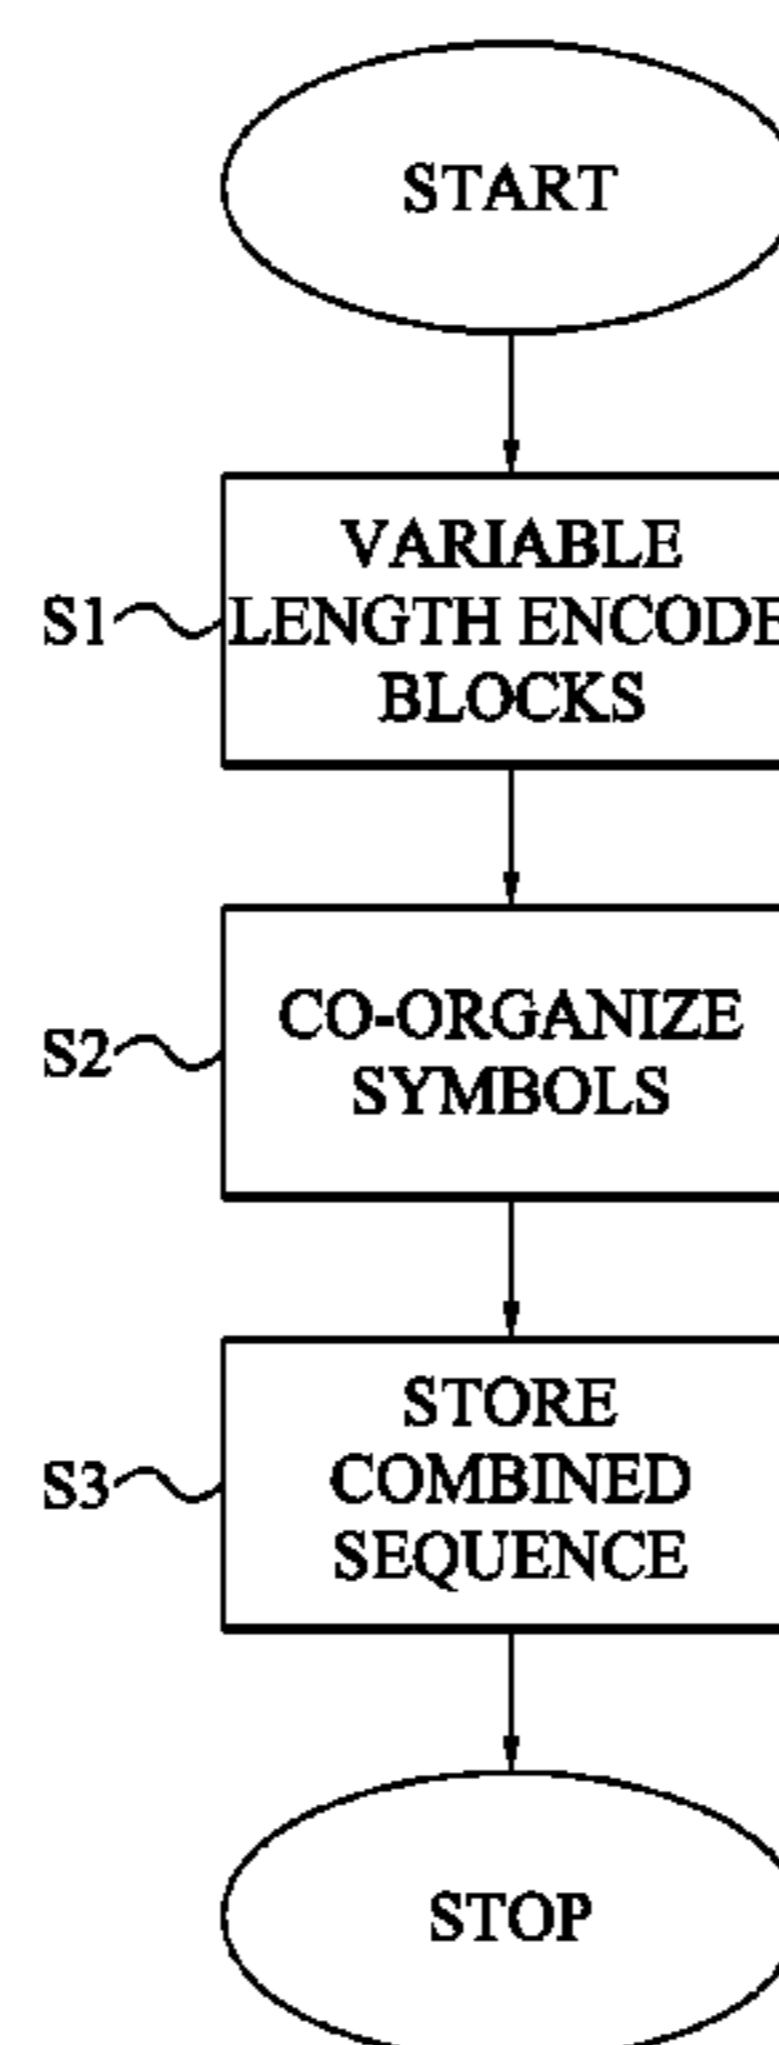 START
VARIABLE
S1 LENGTH ENCODE
BLOCKS
CO-ORGANIZE
S2
SYMBOLS
STORE
S3 COMBINED
SEQUENCE
STOP